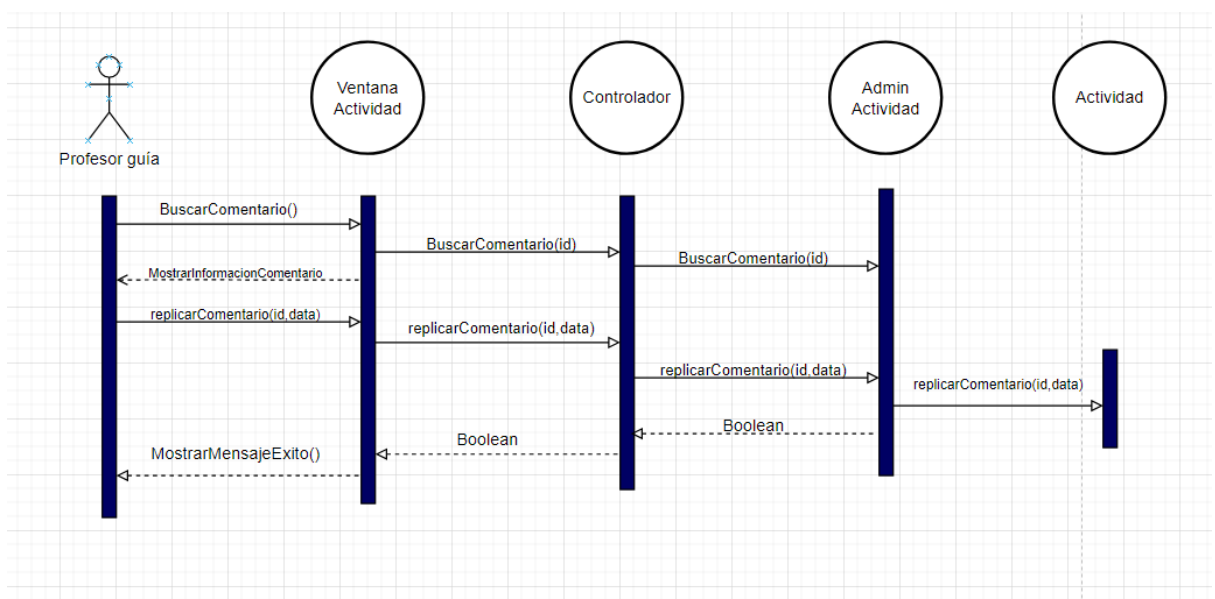 Ventana
Actividad
Controlador
Admin
Actividad
Actividad
Profesor guía
BuscarComentario()
BuscarComentario(id)
BuscarComentario(id)
MostrarInformacionComentario
replicarComentario(id,data)
replicarComentario(id,data)
replicarComentario(id,data)
replicarComentario(id,data)
Boolean
Boolean
MostrarMensajeExito()